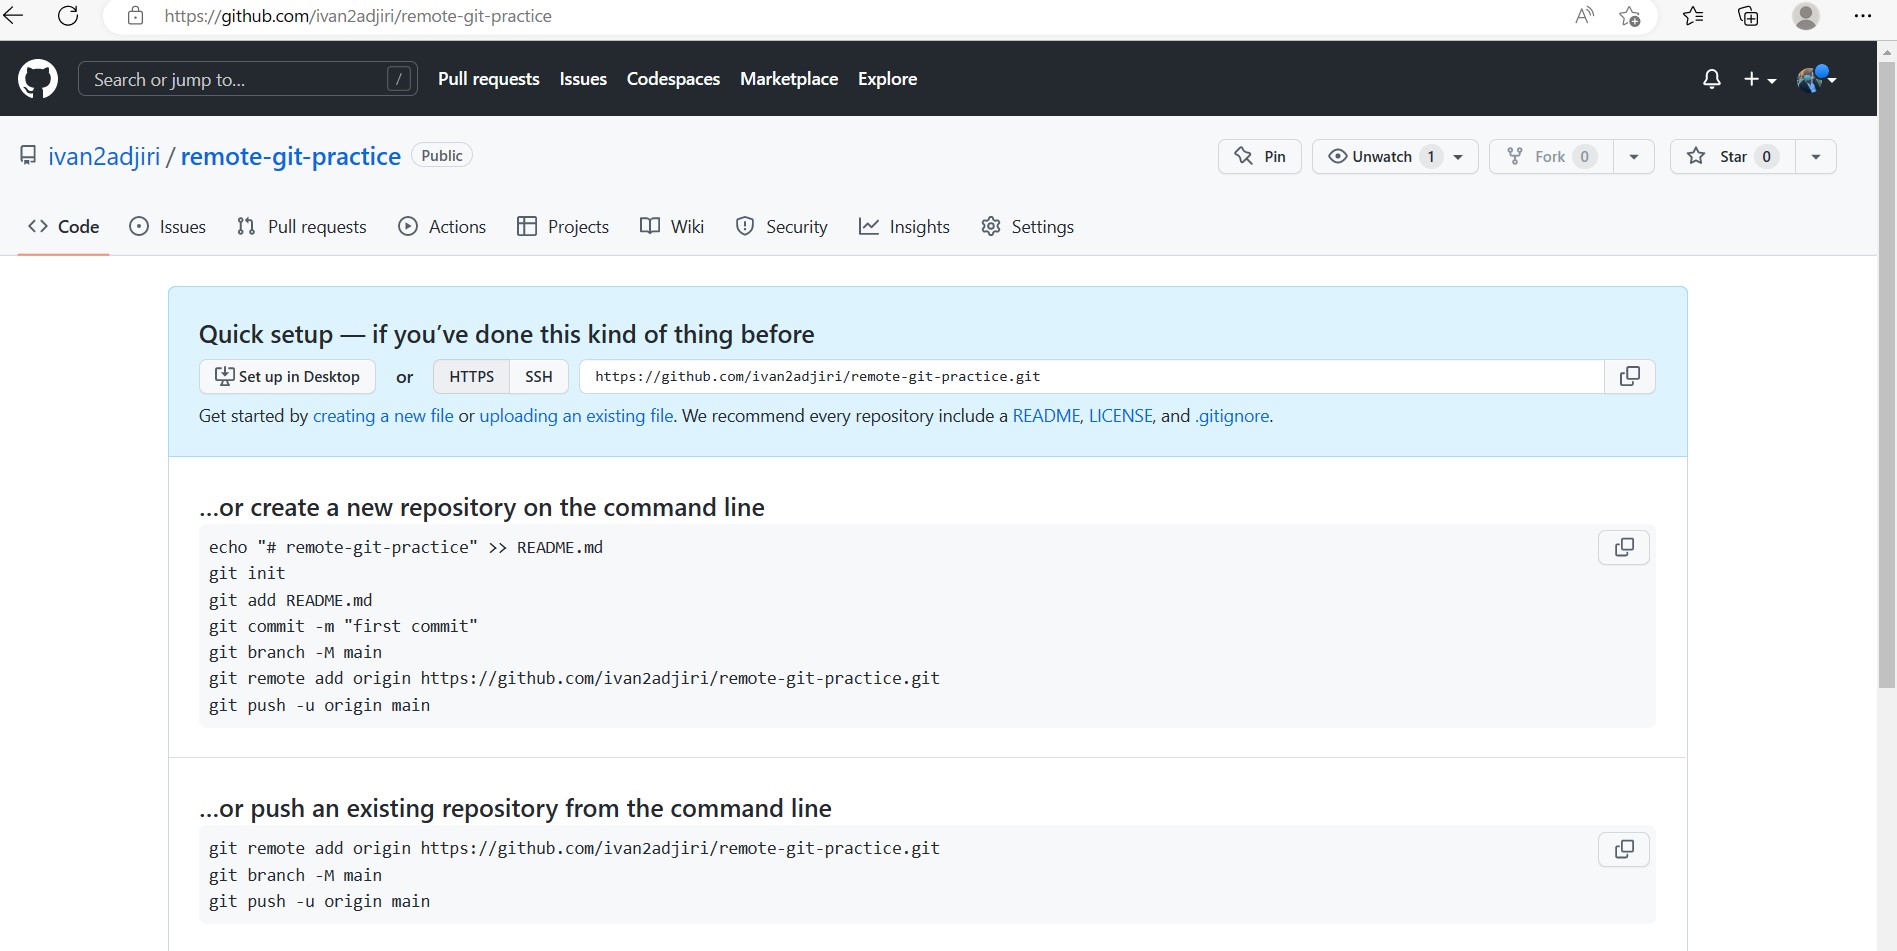 https://github.com/ivan2adjiri/remote-git-practice
Search or jump to... / Pull requests Issues Codespaces Marketplace Explore
ivan2adjiri / remote-git-practice Public Pin Unwatch 1 Fork 0 Star 0
Code Issues Pull requests Actions Projects Wiki Security Insights Settings
Quick setup — if you’ve done this kind of thing before
Set up in Desktop or HTTPS SSH https://github.com/ivan2adjiri/remote-git-practice.git
Get started by creating a new file or uploading an existing file. We recommend every repository include a README, LICENSE, and .gitignore.
…or create a new repository on the command line
echo "# remote-git-practice" >> README.md
git init
git add README.md
git commit -m "first commit"
git branch -M main
git remote add origin https://github.com/ivan2adjiri/remote-git-practice.git
git push -u origin main
…or push an existing repository from the command line
git remote add origin https://github.com/ivan2adjiri/remote-git-practice.git
git branch -M main
git push -u origin main